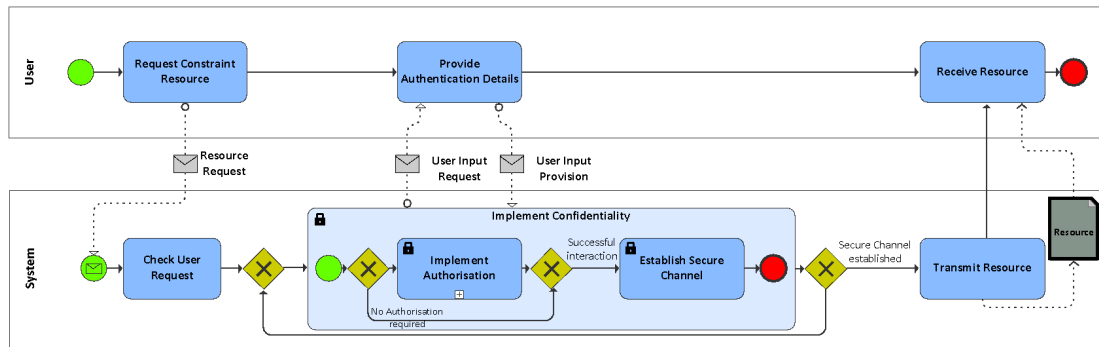 User
Request Constraint
Resource
Provide
Authentication Details
Receive Resource
Resource
Request
User Input
Request
User Input
Provision
System
Implement Confidentiality
Check User
Request
Implement
Authorisation
Successful
interaction
Establish Secure
Channel
Secure Channel
established
Transmit Resource
Resource
No Authorisation
required